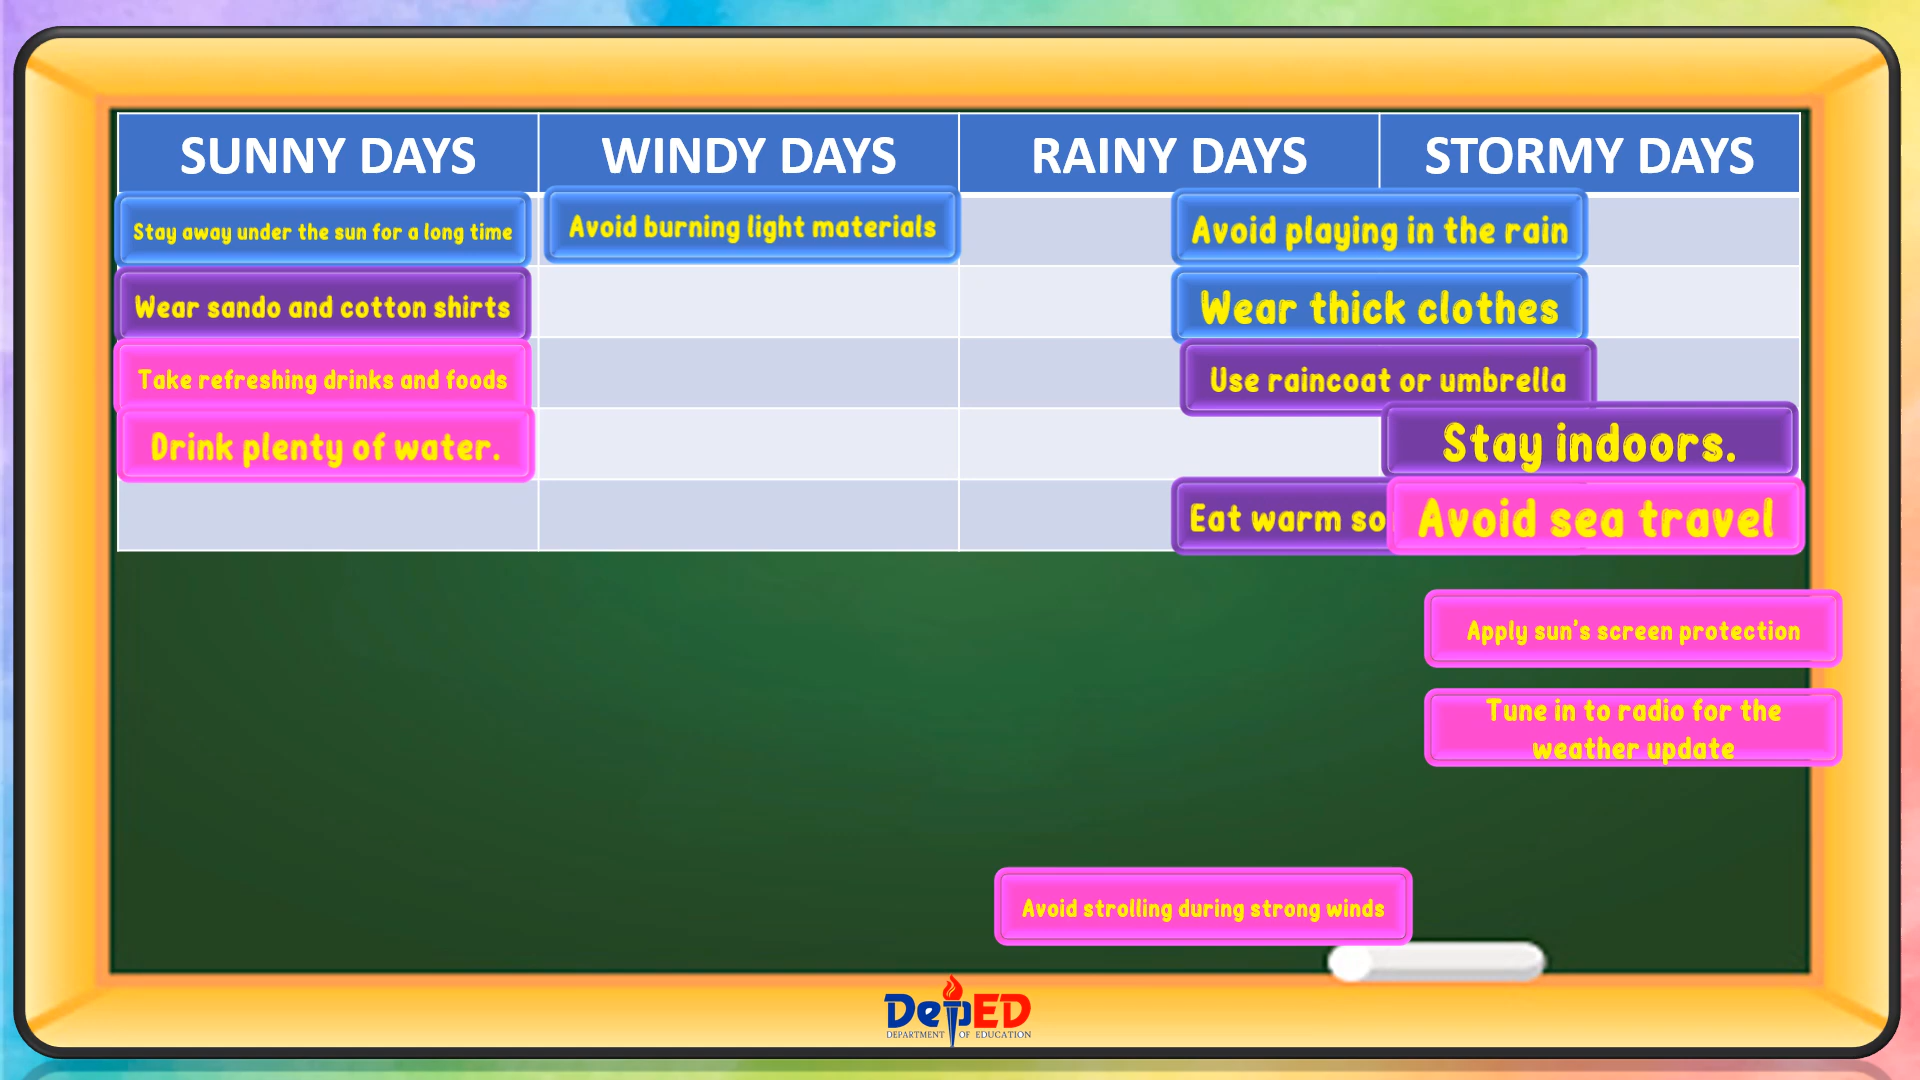 SUNNY DAYS
WINDY DAYS
RAINY DAYS
STORMY DAYS
Stay away under the sun for a long time
Avoid burning light materials
Avoid playing in the rain
Wear sando and cotton shirts
Wear thick clothes
Take refreshing drinks and foods
Use raincoat or umbrella
Drink plenty of water.
Stay indoors.
Eat warm
Avoid sea travel
Apply sun's screen protection
Tune in to radio for the
weather update
Avoid strolling during strong winds
DepED
DEPARTMENT OF EDUCATION